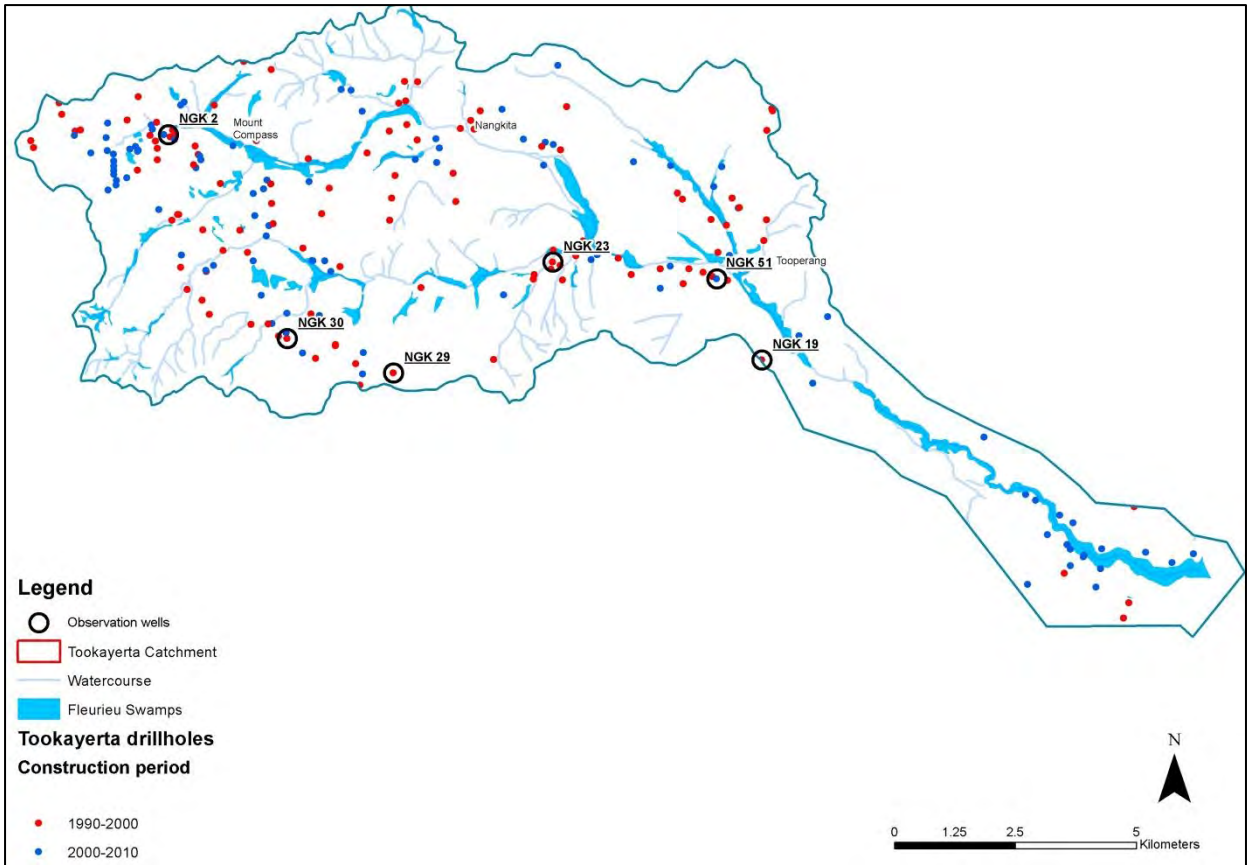 NGK 2
Mount
Compass
Nangkita
NGK 23
NGK 51
Tooperang
NGK 30
NGK 29
NGK 19
Legend
Observation wells
Tookayerta Catchment
Watercourse
Fleurieu Swamps
Tookayerta drillholes
Construction period
1990-2000
2000-2010
N
0 1.25 2.5 5
Kilometers